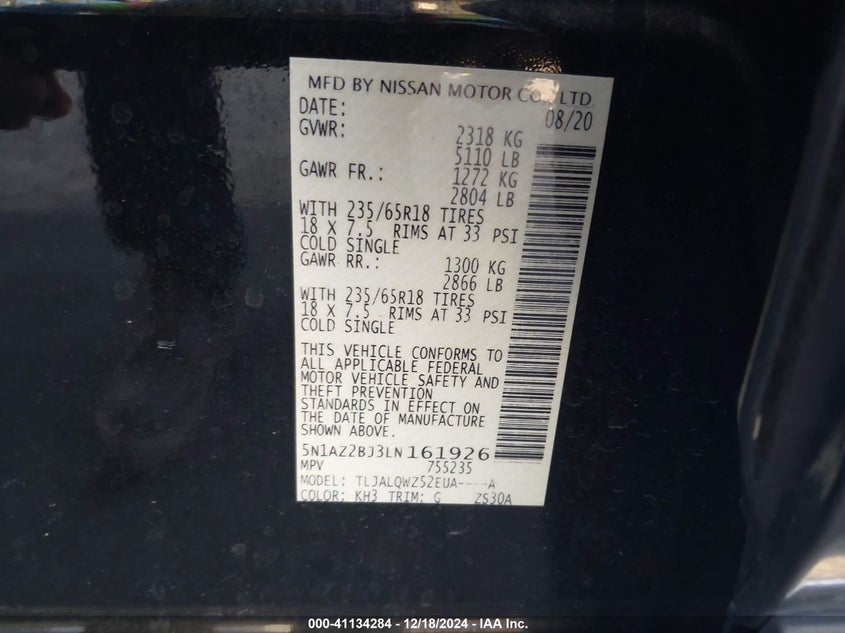 MFD BY NISSAN MOTOR CO., LTD.
DATE: 08/20
GVWR: 2318 KG
5110 LB
GAWR FR.: 1272 KG
2804 LB
WITH 235/65R18 TIRES
18 X 7.5 RIMS AT 33 PSI
COLD SINGLE
GAWR RR.: 1300 KG
2866 LB
WITH 235/65R18 TIRES
18 X 7.5 RIMS AT 33 PSI
COLD SINGLE
THIS VEHICLE CONFORMS TO
ALL APPLICABLE FEDERAL
MOTOR VEHICLE SAFETY AND
THEFT PREVENTION
STANDARDS IN EFFECT ON
THE DATE OF MANUFACTURE
SHOWN ABOVE.
5N1AZ2BJ3LN161926
MPV 755235
MODEL: TLJALQWZ52EUA----A
COLOR: KH3 TRIM: G ZS30A
000-41134284 - 12/18/2024 - IAA Inc.